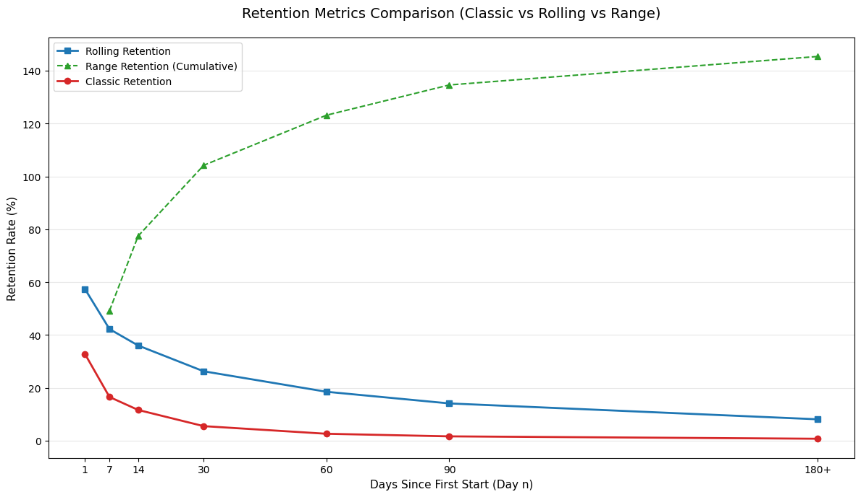 Retention Metrics Comparison (Classic vs Rolling vs Range)
Rolling Retention
Range Retention (Cumulative)
Classic Retention
Retention Rate (%)
140
120
100
80
60
40
20
0
1 7 14 30 60 90 180+
Days Since First Start (Day n)